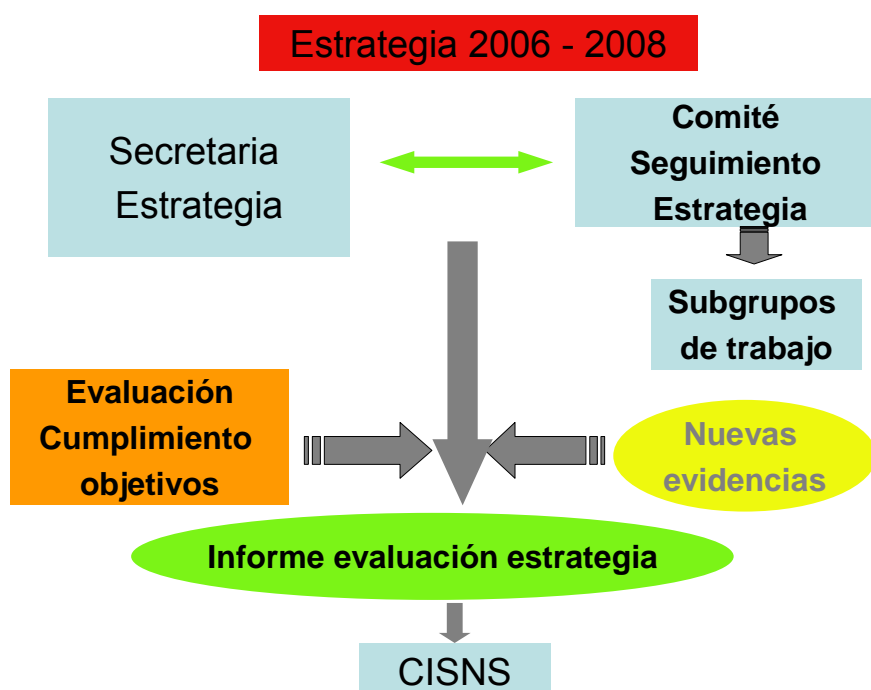 Estrategia 2006 - 2008
Secretaria
Estrategia
Comité
Seguimiento
Estrategia
Subgrupos
de trabajo
Evaluación
Cumplimiento
objetivos
Nuevas
evidencias
Informe evaluación estrategia
CISNS